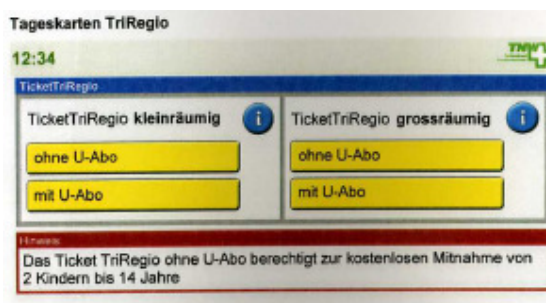 Tageskarten TriRegio
12:34
TNW
TicketTriRegio
TicketTriRegio kleinräumig i
TicketTriRegio grossräumig i
ohne U-Abo
ohne U-Abo
mit U-Abo
mit U-Abo
Hinweis
Das Ticket TriRegio ohne U-Abo berechtigt zur kostenlosen Mitnahme von
2 Kindern bis 14 Jahre